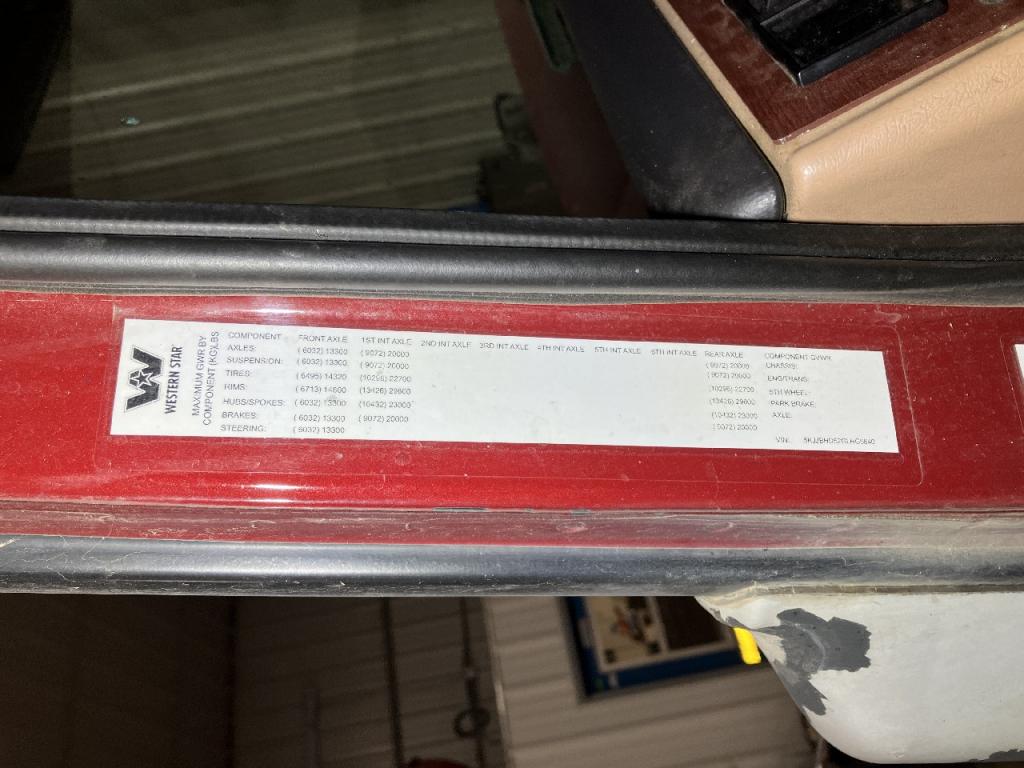 WESTERN STAR
MAXIMUM GWR BY
COMPONENT (KG)LBS
COMPONENT FRONT AXLE 1ST INT AXLE 2ND INT AXLE 3RD INT AXLE 4TH INT AXLE 5TH INT AXLE 6TH INT AXLE REAR AXLE COMPONENT GVWR
AXLES: ( 6032) 13300 ( 9072) 20000 ( 9072) 20000 CHASSIS:
SUSPENSION: ( 6032) 13300 ( 9072) 20000 ( 9072) 20000 ENG/TRANS:
TIRES: ( 6495) 14320 (10296) 22700 (10296) 22700 5TH WHEEL:
RIMS: ( 6713) 14800 (13426) 29600 (13426) 29600 PARK BRAKE:
HUBS/SPOKES: ( 6032) 13300 (10432) 23000 (10432) 23000 AXLE:
BRAKES: ( 6032) 13300 ( 9072) 20000 ( 9072) 20000
STEERING: ( 6032) 13300 VIN: